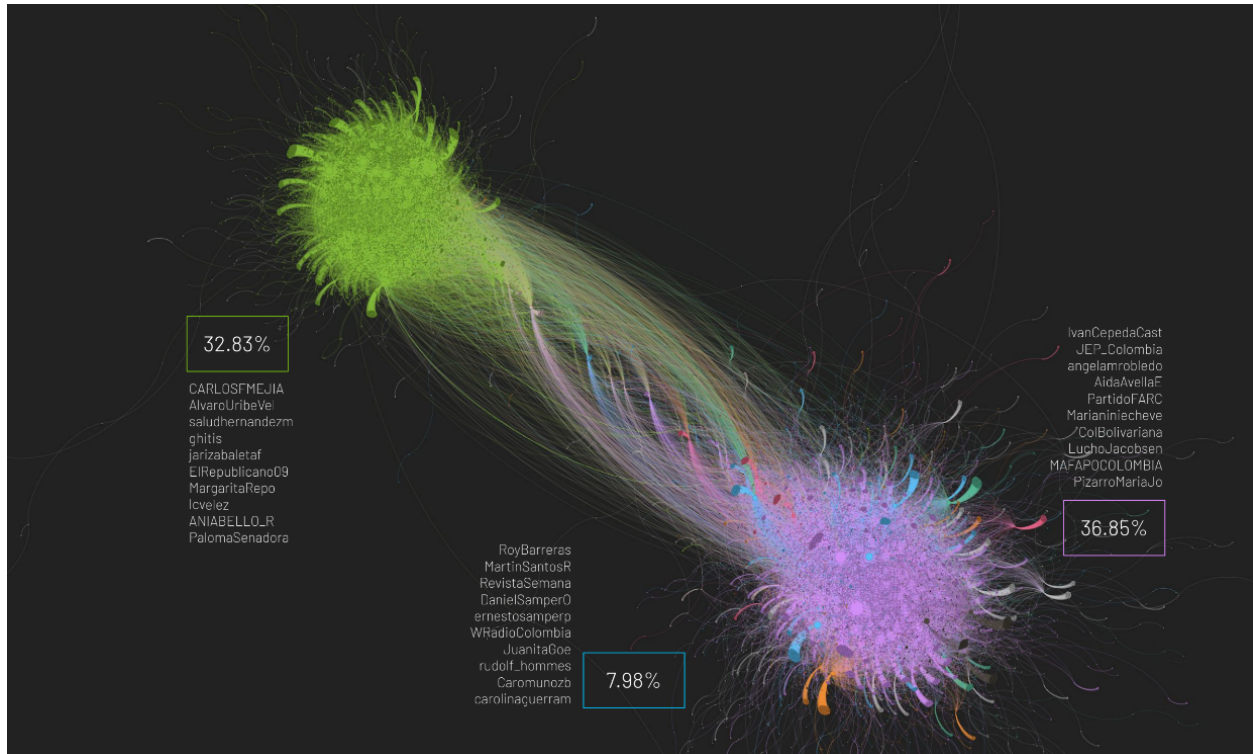 32.83%
CARLOSFMEJIA
AlvaroUribeVel
saludhernandezm
ghitis
jarizabaletaf
ElRepublicano09
MargaritaRepo
lcvelez
ANIABELLO_R
PalomaSenadora
RoyBarreras
MartinSantosR
RevistaSemana
DanielSamperO
ernestosamperp
WRadioColombia
JuanitaGoe
rudolf_hommes
Caromunozb
carolinaguerram
7.98%
IvanCepedaCast
JEP_Colombia
angelamrobledo
AidaAvellaE
PartidoFARC
Marianiniecheve
ColBolivariana
LuchoJacobsen
MAFAPOCOLOMBIA
PizarroMariaJo
36.85%